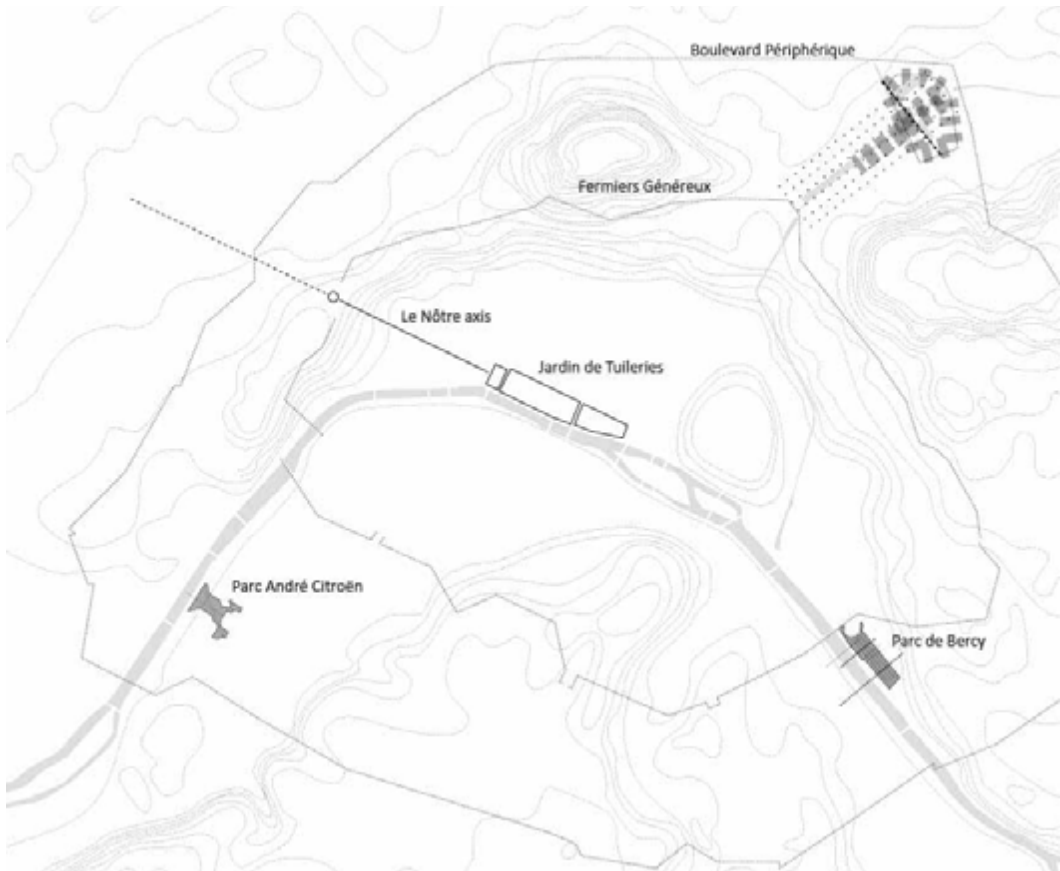 Boulevard Périphérique
Fermiers Généreux
Le Nôtre axis
Jardin de Tuileries
Parc André Citroën
Parc de Bercy